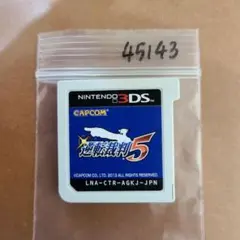 45143
NINTENDO 3DS™
CAPCOM
逆転裁判5
©CAPCOM CO., LTD. 2013 ALL RIGHTS RESERVED.
LNA-CTR-AGKJ-JPN